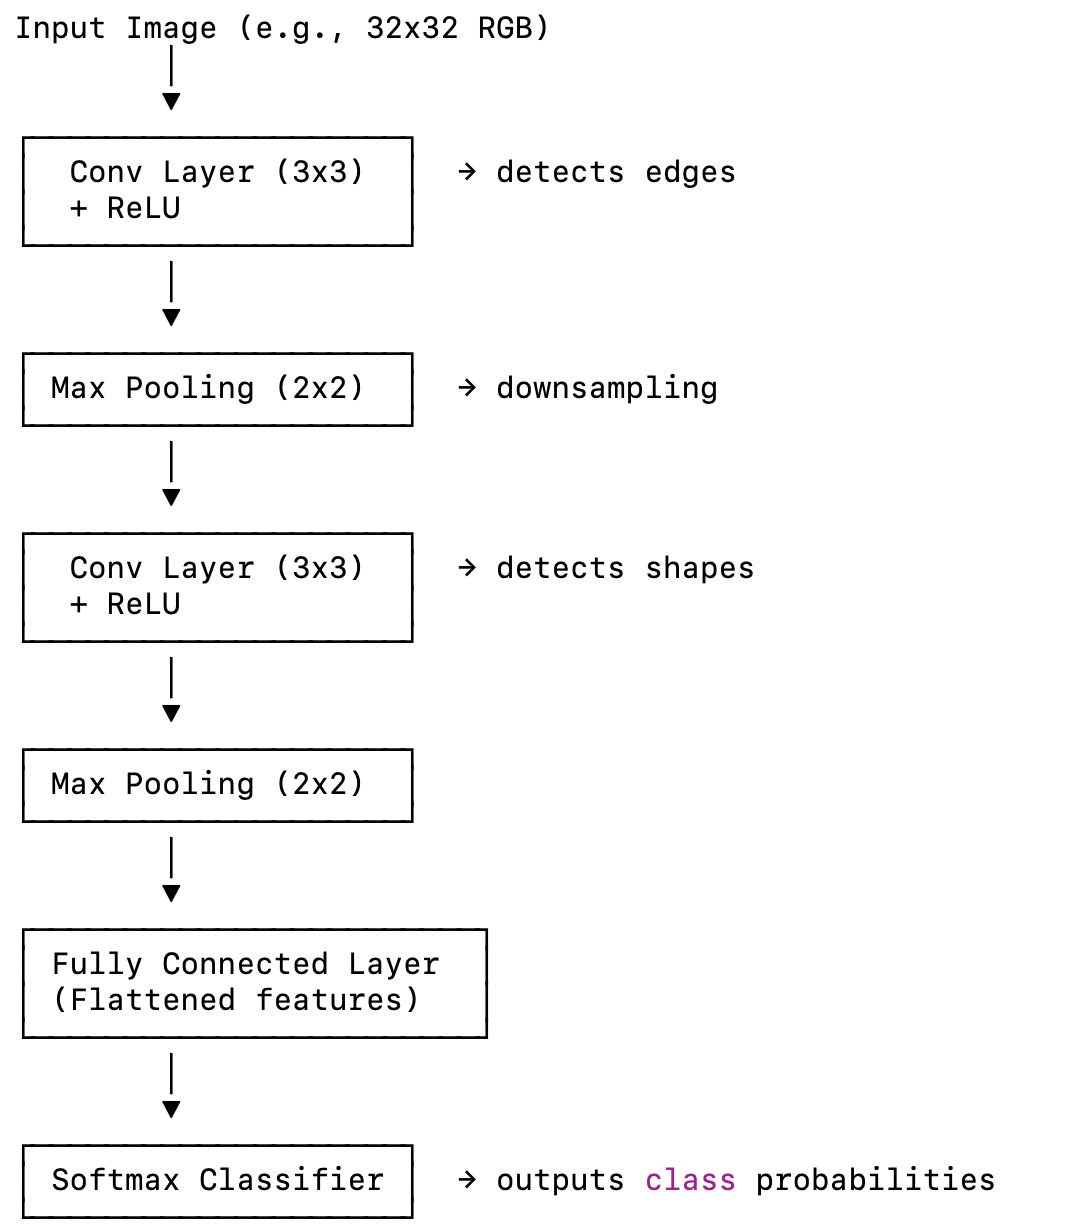 Input Image (e.g., 32x32 RGB)
Conv Layer (3x3) → detects edges
+ ReLU
Max Pooling (2x2) → downsampling
Conv Layer (3x3) → detects shapes
+ ReLU
Max Pooling (2x2)
Fully Connected Layer
(Flattened features)
Softmax Classifier → outputs class probabilities